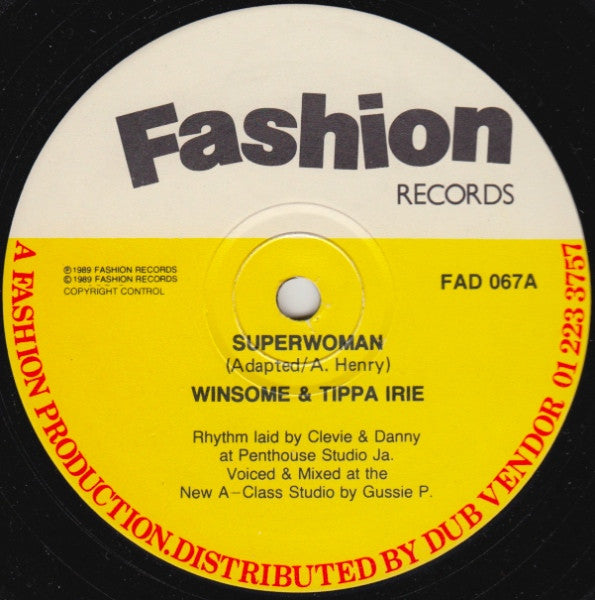 Fashion
RECORDS
℗ 1989 FASHION RECORDS
© 1989 FASHION RECORDS
COPYRIGHT CONTROL
FAD 067A
SUPERWOMAN
(Adapted/A. Henry)
WINSOME & TIPPA IRIE
Rhythm laid by Clevie & Danny
at Penthouse Studio Ja.
Voiced & Mixed at the
New A-Class Studio by Gussie P.
A FASHION PRODUCTION. DISTRIBUTED BY DUB VENDOR 01 223 3757